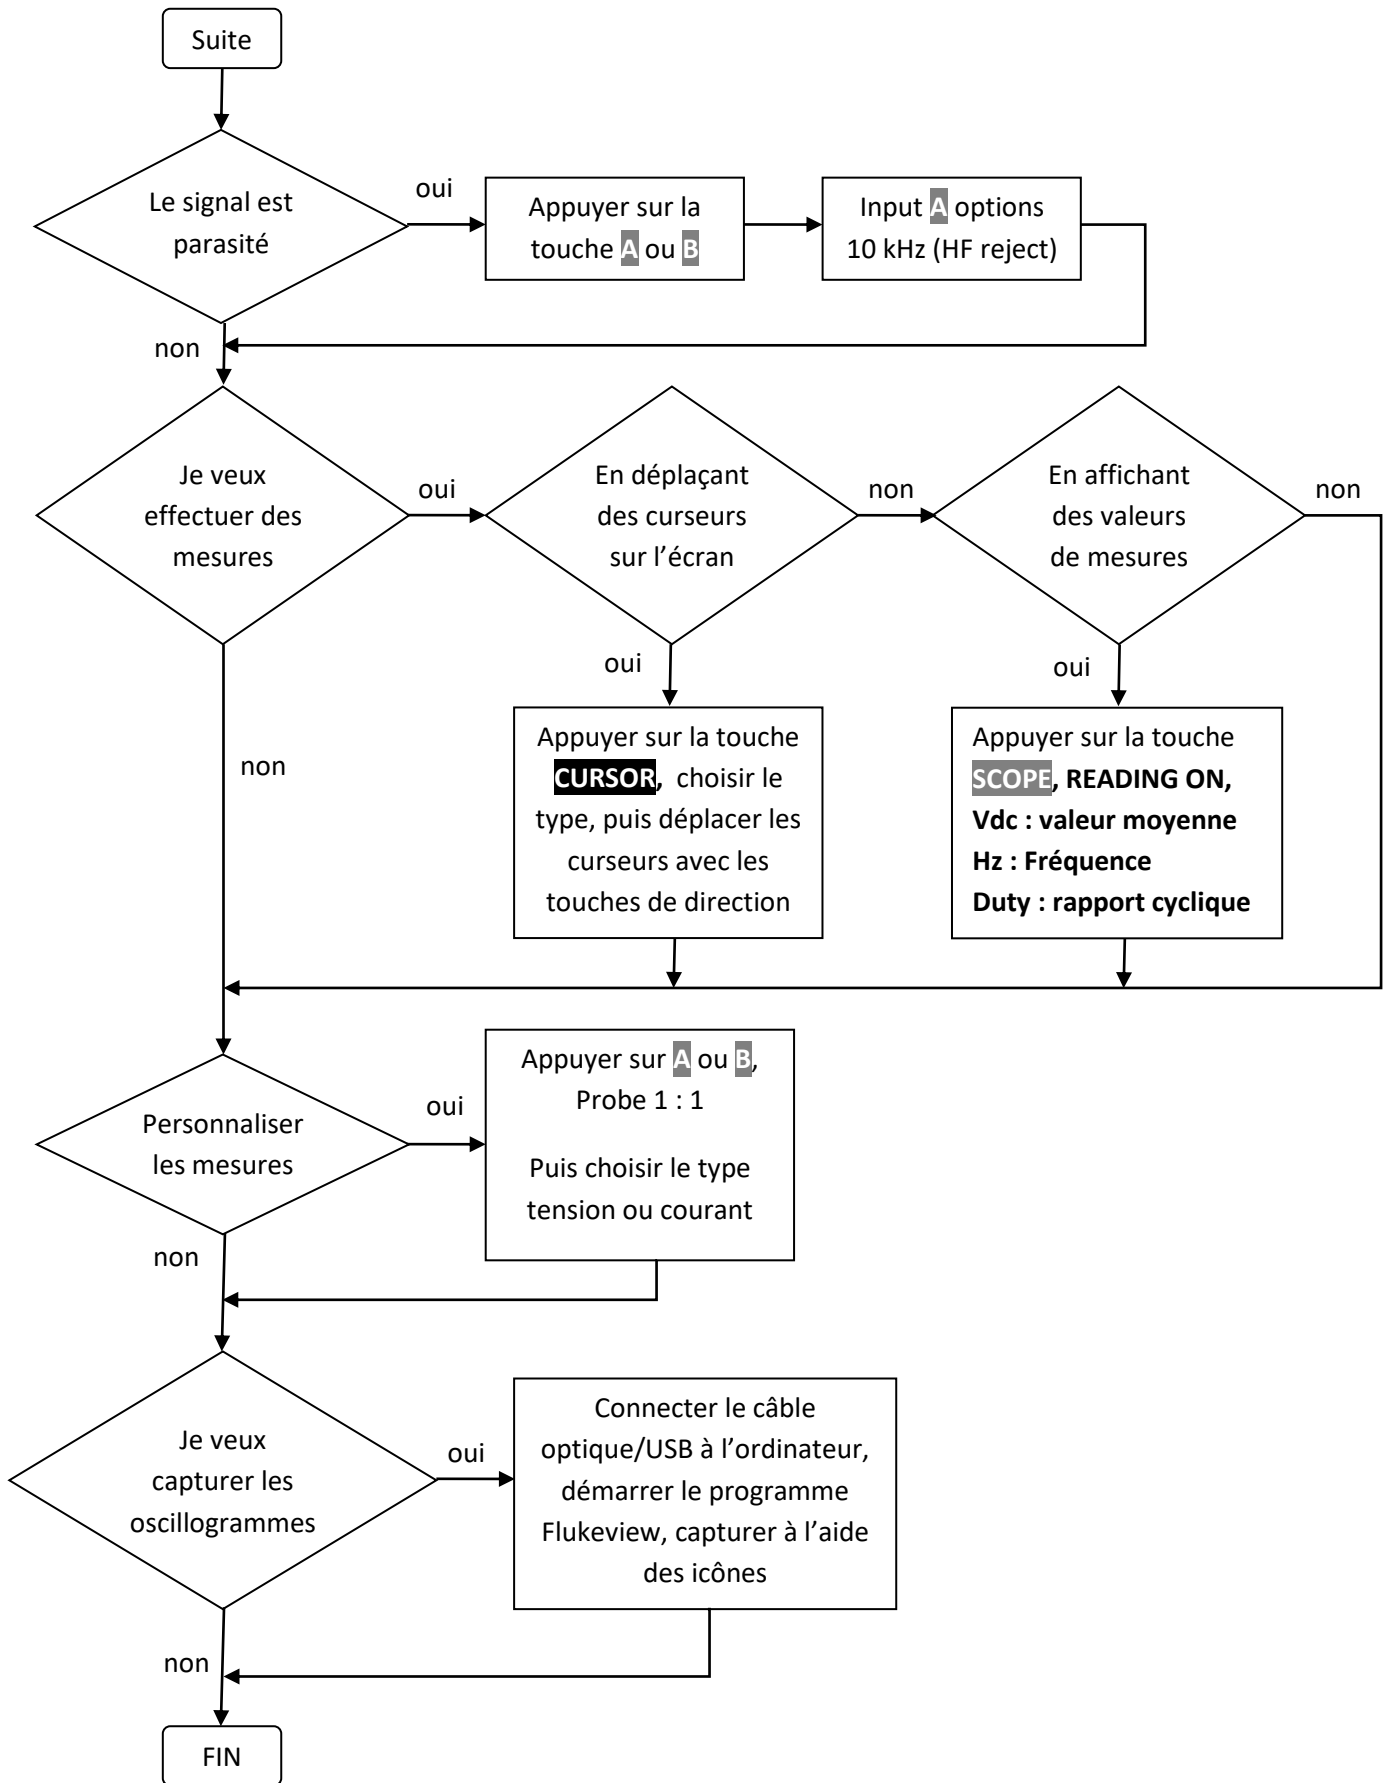 Suite
Le signal est
parasité
oui
Appuyer sur la
touche A ou B
Input A options
10 kHz (HF reject)
non
Je veux
effectuer des
mesures
oui
En déplaçant
des curseurs
sur l’écran
non
En affichant
des valeurs
de mesures
non
oui
oui
non
Appuyer sur la touche
CURSOR, choisir le
type, puis déplacer les
curseurs avec les
touches de direction
Appuyer sur la touche
SCOPE, READING ON,
Vdc : valeur moyenne
Hz : Fréquence
Duty : rapport cyclique
Personnaliser
les mesures
oui
Appuyer sur A ou B,
Probe 1 : 1
Puis choisir le type
tension ou courant
non
Je veux
capturer les
oscillogrammes
oui
Connecter le câble
optique/USB à l’ordinateur,
démarrer le programme
Flukeview, capturer à l’aide
des icônes
non
FIN